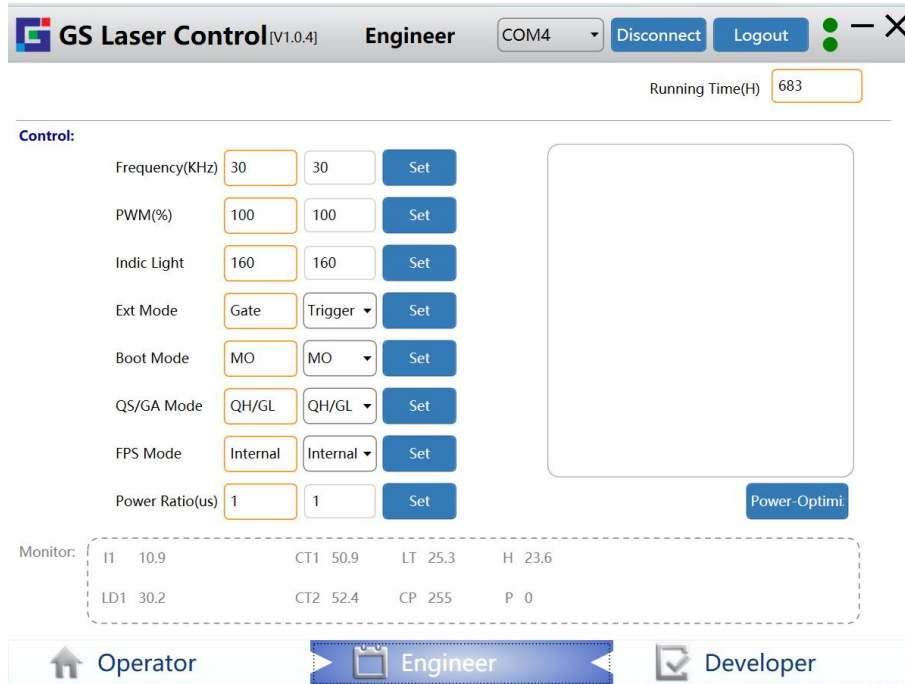 GS Laser Control [V1.0.4] Engineer COM4 Disconnect Logout
Running Time(H) 683
Control:
Frequency(KHz) 30 30 Set
PWM(%) 100 100 Set
Indic Light 160 160 Set
Ext Mode Gate Trigger Set
Boot Mode MO MO Set
QS/GA Mode QH/GL QH/GL Set
FPS Mode Internal Internal Set
Power Ratio(us) 1 1 Set
Power-Optimi
Monitor: I1 10.9 CT1 50.9 LT 25.3 H 23.6
LD1 30.2 CT2 52.4 CP 255 P 0
Operator Engineer Developer